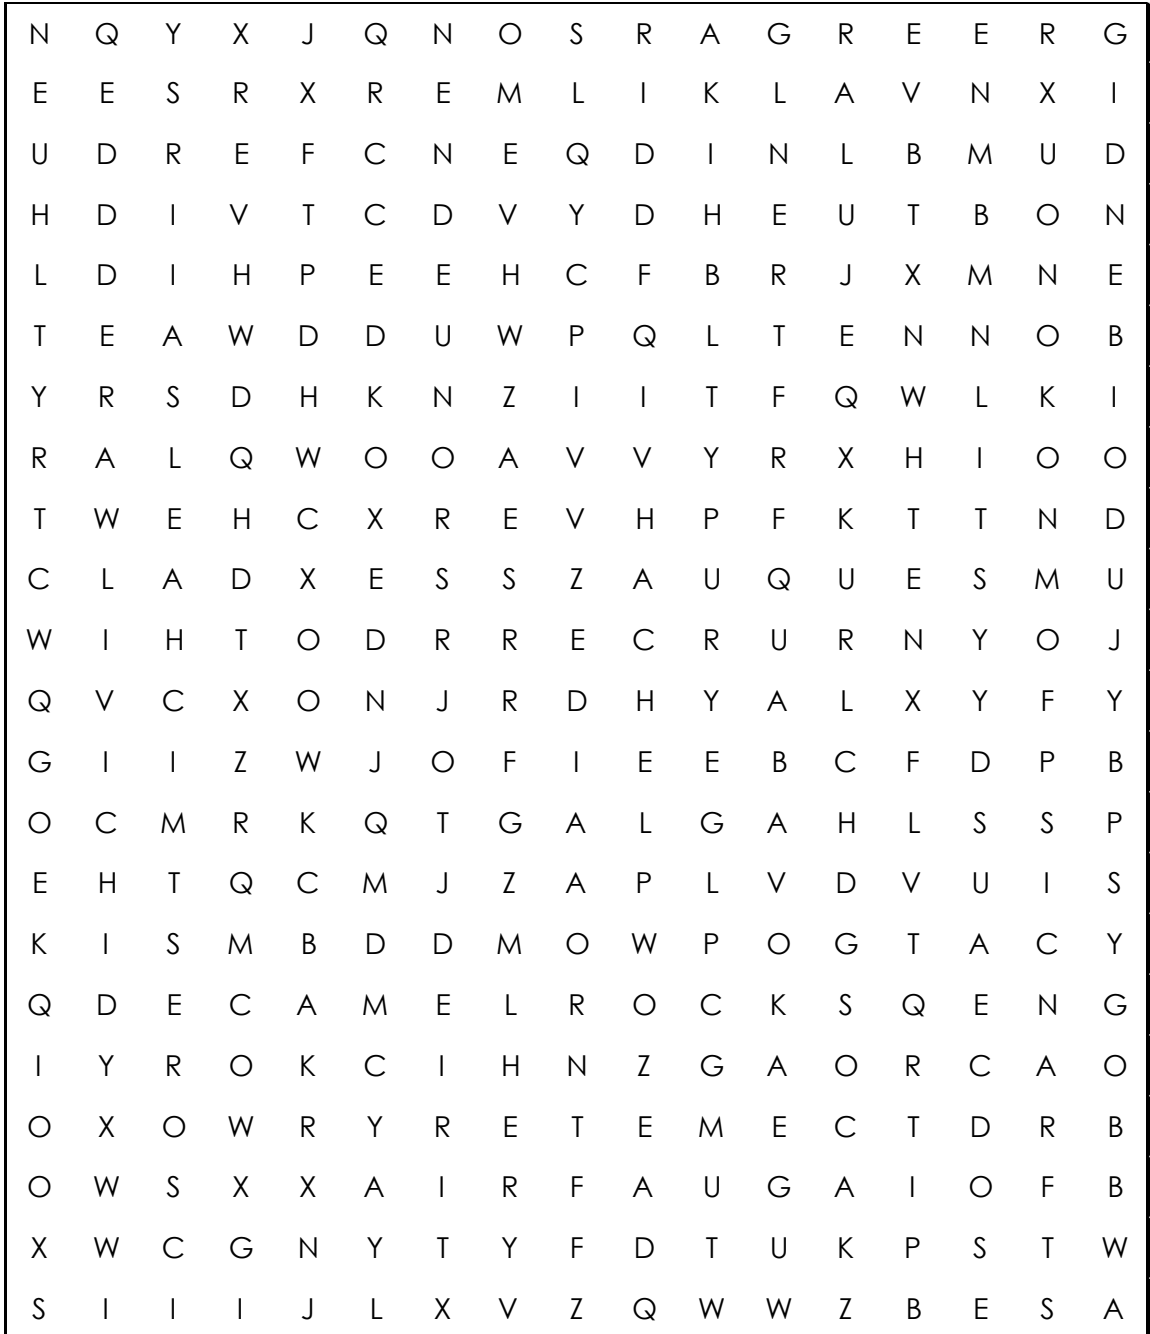 N Q Y X J Q N O S R A G R E E R G
E E S R X R E M L I K L A V N X I
U D R E F C N E Q D I N L B M U D
H D I V T C D V Y D H E U T B O N
L D I H P E E H C F B R J X M N E
T E A W D D U W P Q L T E N N O B
Y R S D H K N Z I I T F Q W L K I
R A L Q W O O A V V Y R X H I O O
T W E H C X R E V H P F K T T N D
C L A D X E S S Z A U Q U E S M U
W I H T O D R R E C R U R N Y O J
Q V C X O N J R D H Y A L X Y F Y
G I I Z W J O F I E E B C F D P B
O C M R K Q T G A L G A H L S S P
E H T Q C M J Z A P L V D V U I S
K I S M B D D M O W P O G T A C Y
Q D E C A M E L R O C K S Q E N G
I Y R O K C I H N Z G A O R C A O
O X O W R Y R E T E M E C T D R B
O W S X X A I R F A U G A I O F B
X W C G N Y T Y F D T U K P S T W
S I I I J L X V Z Q W W Z B E S A